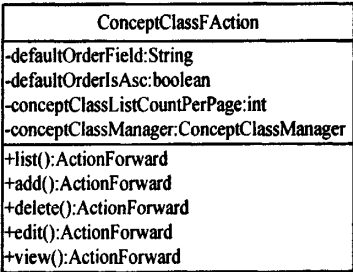 ConceptClassFAction
-defaultOrderField:String
-defaultOrderIsAsc:boolean
-conceptClassListCountPerPage:int
-conceptClassManager:ConceptClassManager
+list():ActionForward
+add():ActionForward
+delete():ActionForward
+edit():ActionForward
+view():ActionForward